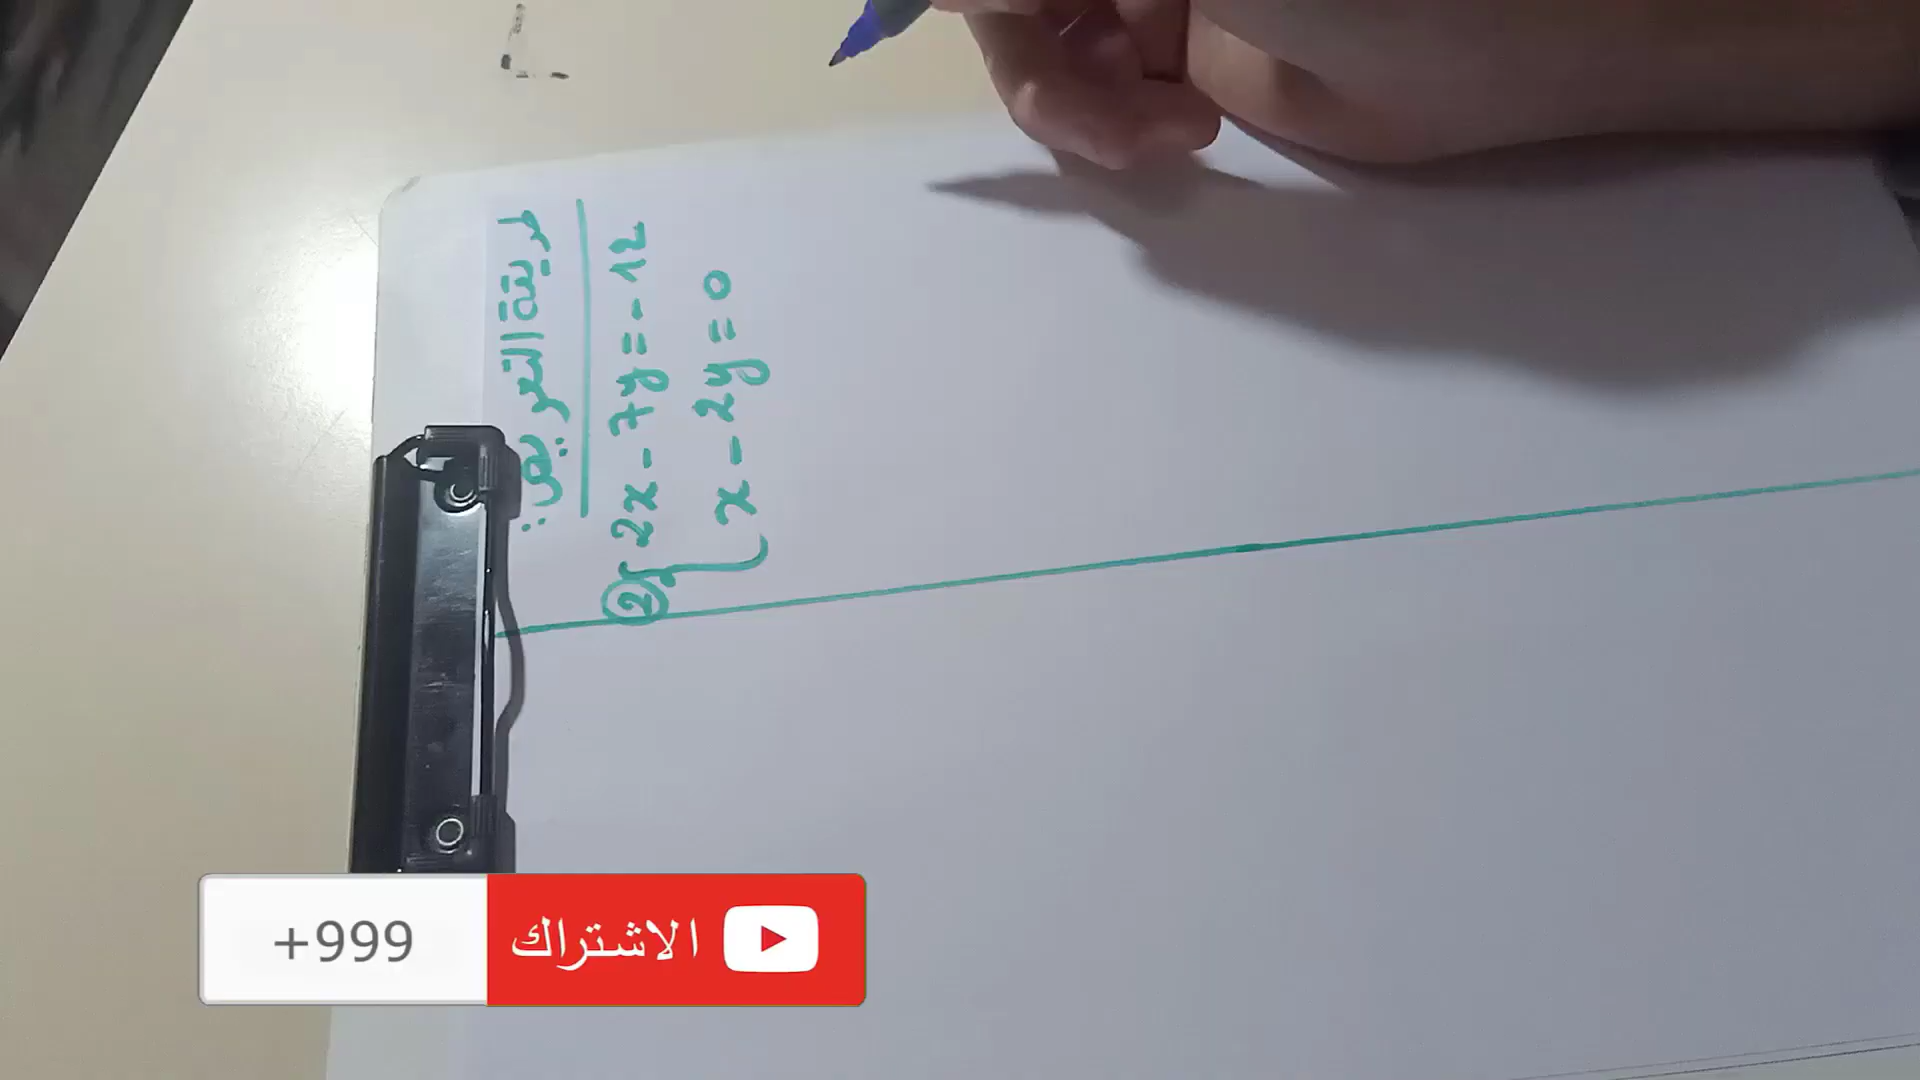 طريقة التعويض:
② { 2x - 7y = -12
x - 2y = 0
+999
الاشتراك